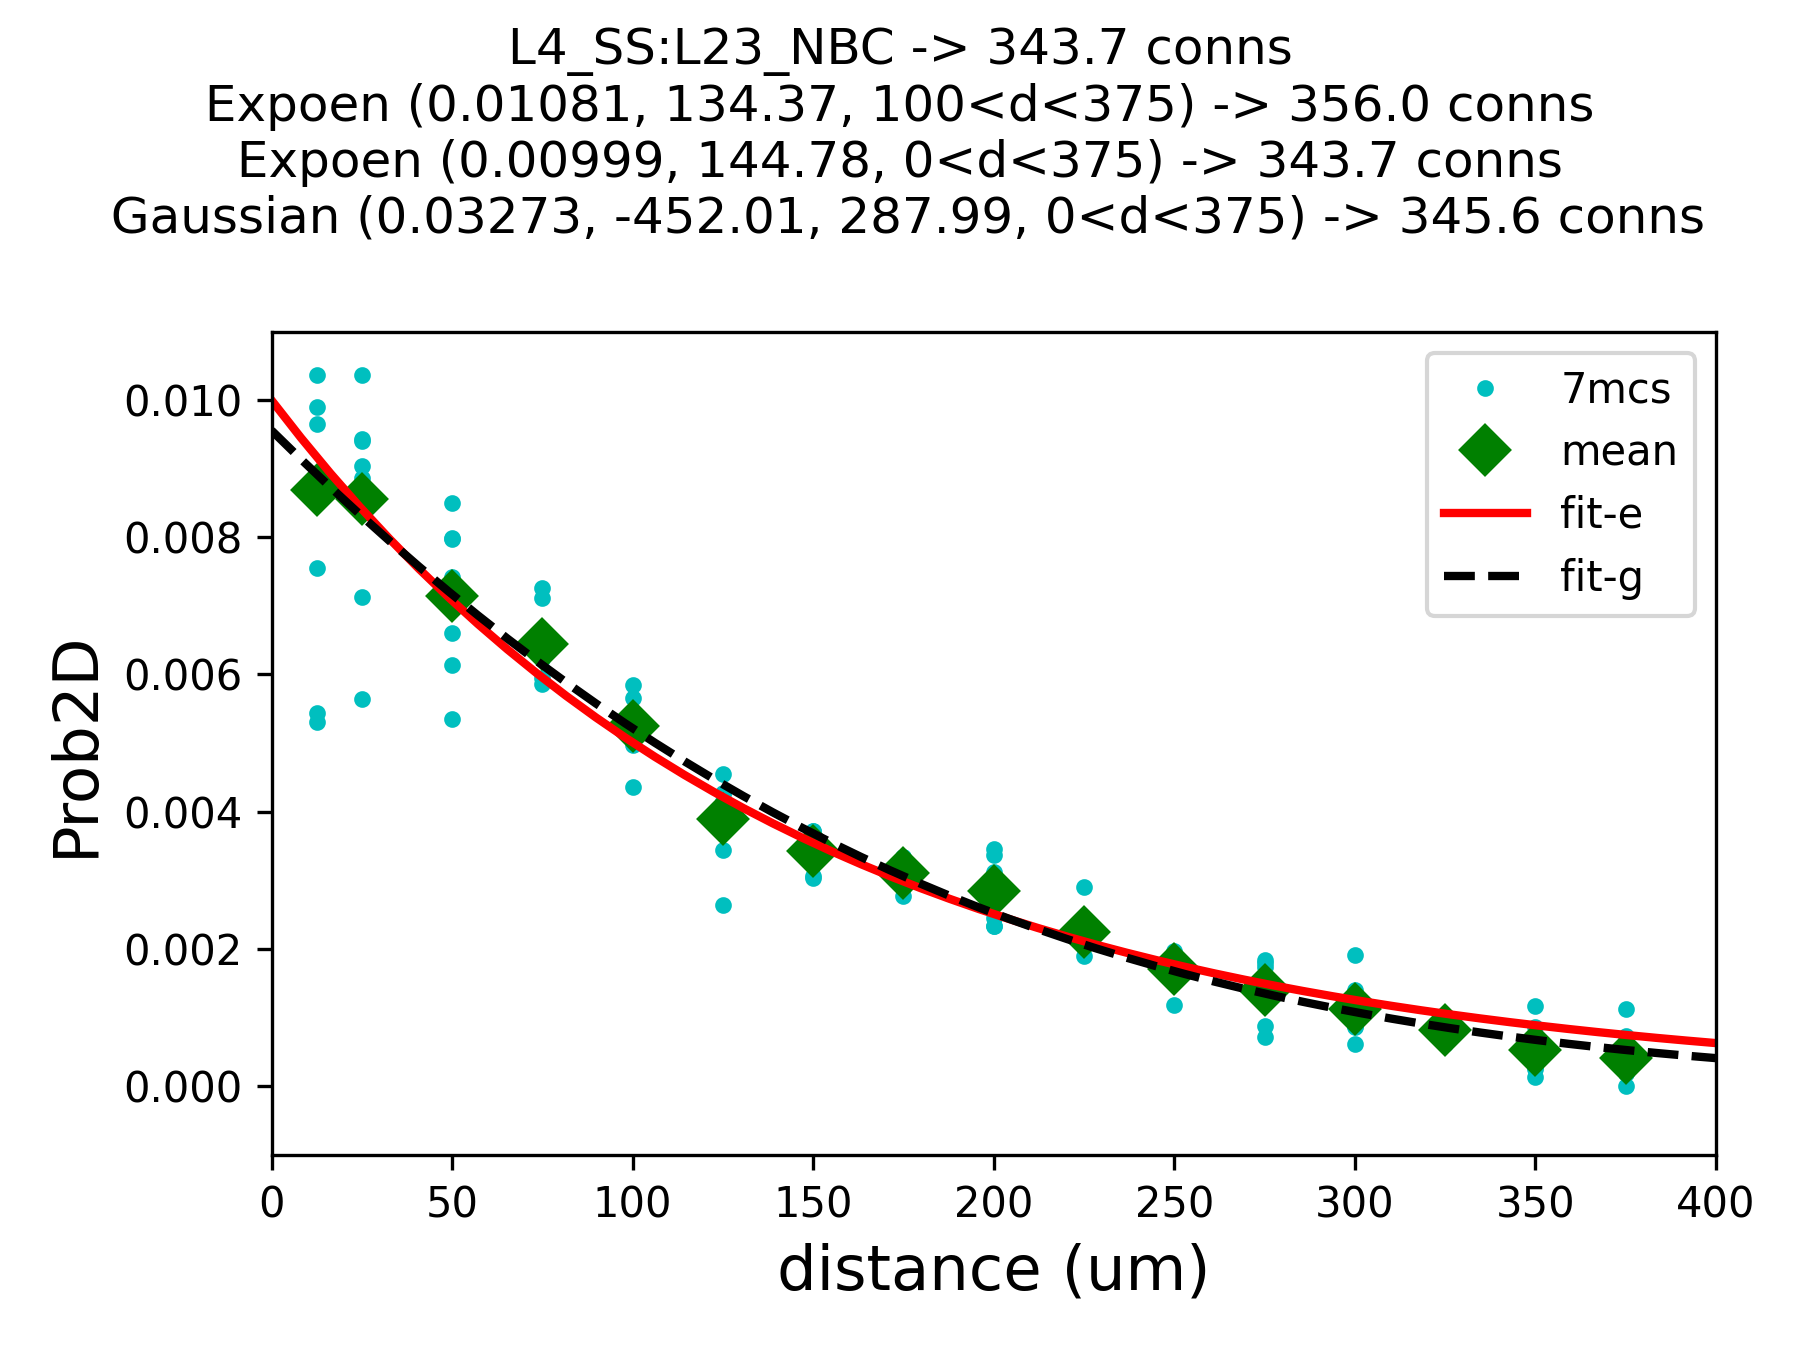 L4_SS:L23_NBC -> 343.7 conns
Expoen (0.01081, 134.37, 100<d<375) -> 356.0 conns
Expoen (0.00999, 144.78, 0<d<375) -> 343.7 conns
Gaussian (0.03273, -452.01, 287.99, 0<d<375) -> 345.6 conns
7mcs
mean
fit-e
fit-g
Prob2D
0.010
0.008
0.006
0.004
0.002
0.000
0 50 100 150 200 250 300 350 400
distance (um)